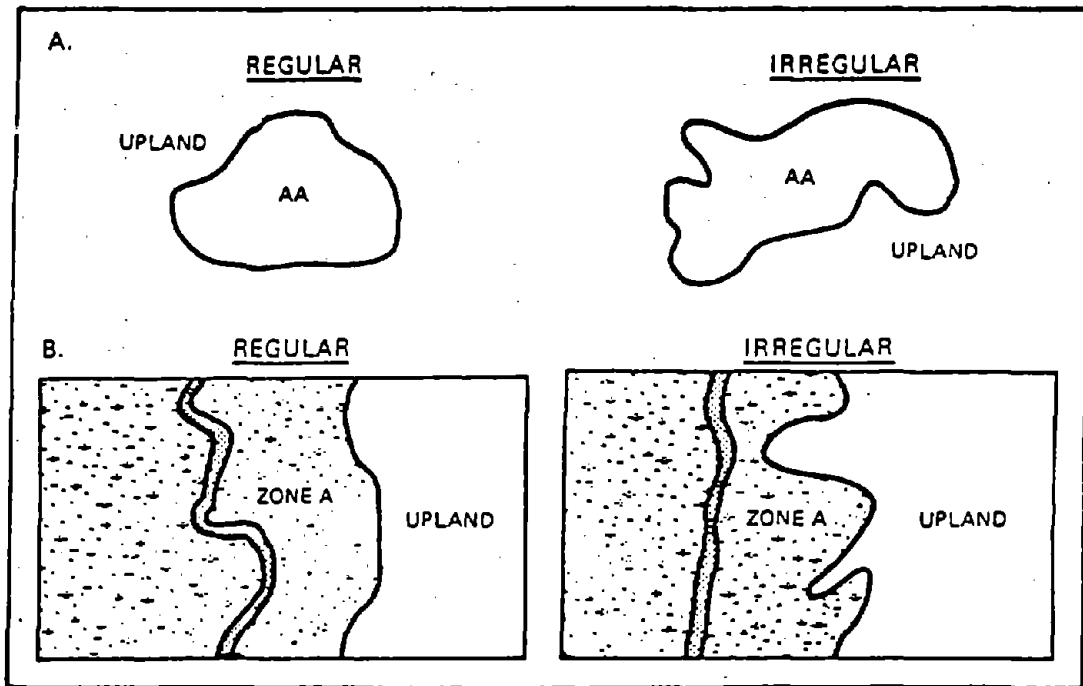 A.
REGULAR
IRREGULAR
UPLAND
AA
AA
UPLAND
B.
REGULAR
IRREGULAR
ZONE A
UPLAND
ZONE A
UPLAND